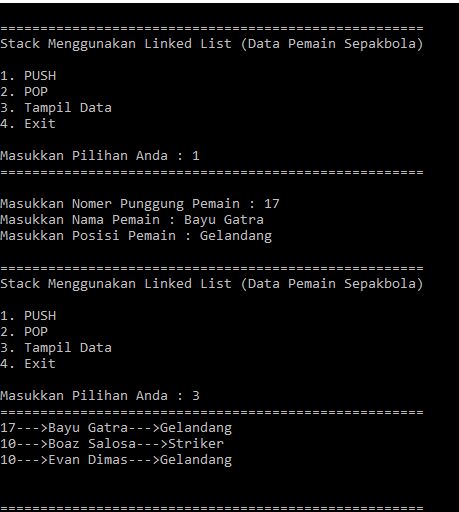 =====================================================
Stack Menggunakan Linked List (Data Pemain Sepakbola)
1. PUSH
2. POP
3. Tampil Data
4. Exit
Masukkan Pilihan Anda : 1
=====================================================
Masukkan Nomer Punggung Pemain : 17
Masukkan Nama Pemain : Bayu Gatra
Masukkan Posisi Pemain : Gelandang
=====================================================
Stack Menggunakan Linked List (Data Pemain Sepakbola)
1. PUSH
2. POP
3. Tampil Data
4. Exit
Masukkan Pilihan Anda : 3
=====================================================
17--->Bayu Gatra--->Gelandang
10--->Boaz Salosa--->Striker
10--->Evan Dimas--->Gelandang
=====================================================